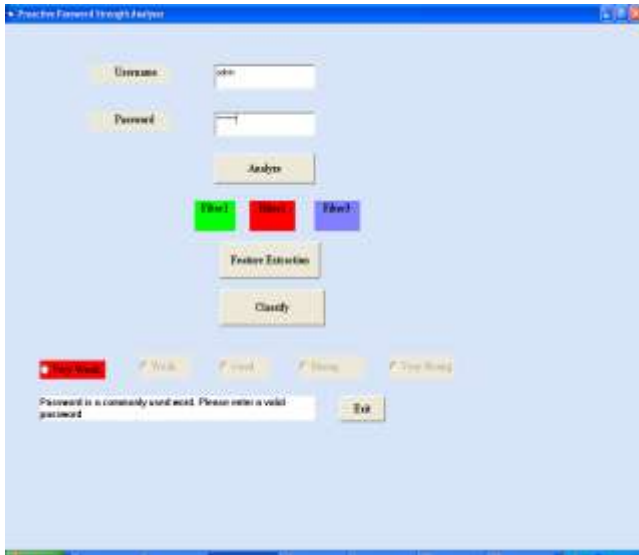 Proactive Password Strength Analyser
Username
admin
Password
Analyze
Filter1 Filter2 Filter3
Feature Extraction
Classify
Very Weak Weak Good Strong Very Strong
Password is a commonly used word. Please enter a valid
password
Exit